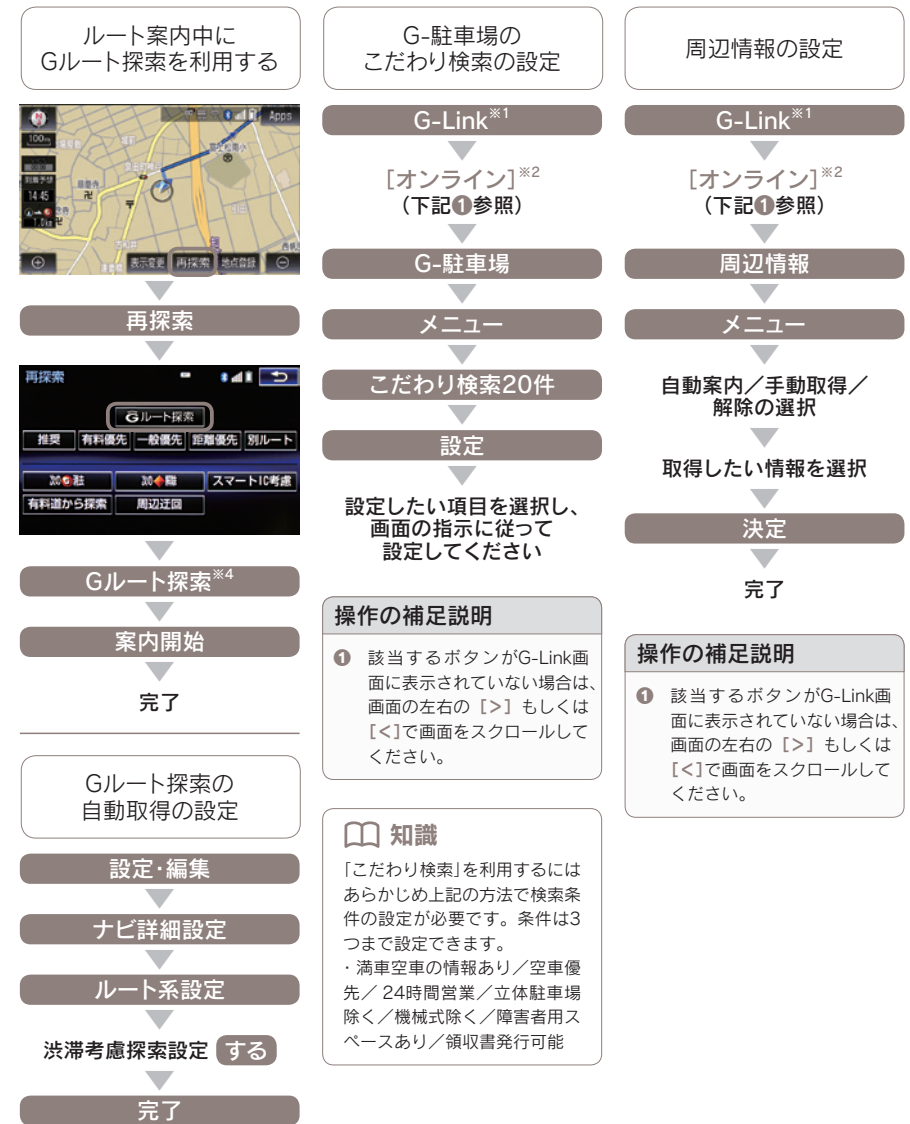 ルート案内中に
Gルート探索を利用する
Apps
100m
到着予想
14:45
1.0km
表示変更
再探索
地点登録
再探索
再探索
Gルート探索
推奨
有料優先
一般優先
距離優先
別ルート
スマートIC考慮
有料道から探索
周辺迂回
Gルート探索※4
案内開始
完了
Gルート探索の
自動取得の設定
設定・編集
ナビ詳細設定
ルート系設定
渋滞考慮探索設定 する
完了
G-駐車場の
こだわり検索の設定
G-Link※1
[オンライン]※2
(下記❶参照)
G-駐車場
メニュー
こだわり検索20件
設定
設定したい項目を選択し、
画面の指示に従って
設定してください
操作の補足説明
❶ 該当するボタンがG-Link画
面に表示されていない場合は、
画面の左右の [>] もしくは
[<]で画面をスクロールして
ください。
知識
「こだわり検索」を利用するには
あらかじめ上記の方法で検索条
件の設定が必要です。条件は3
つまで設定できます。
・満車空車の情報あり/空車優
先/ 24時間営業/立体駐車場
除く/機械式除く/障害者用ス
ペースあり/領収書発行可能
周辺情報の設定
G-Link※1
[オンライン]※2
(下記❶参照)
周辺情報
メニュー
自動案内/手動取得/
解除の選択
取得したい情報を選択
決定
完了
操作の補足説明
❶ 該当するボタンがG-Link画
面に表示されていない場合は、
画面の左右の [>] もしくは
[<]で画面をスクロールして
ください。